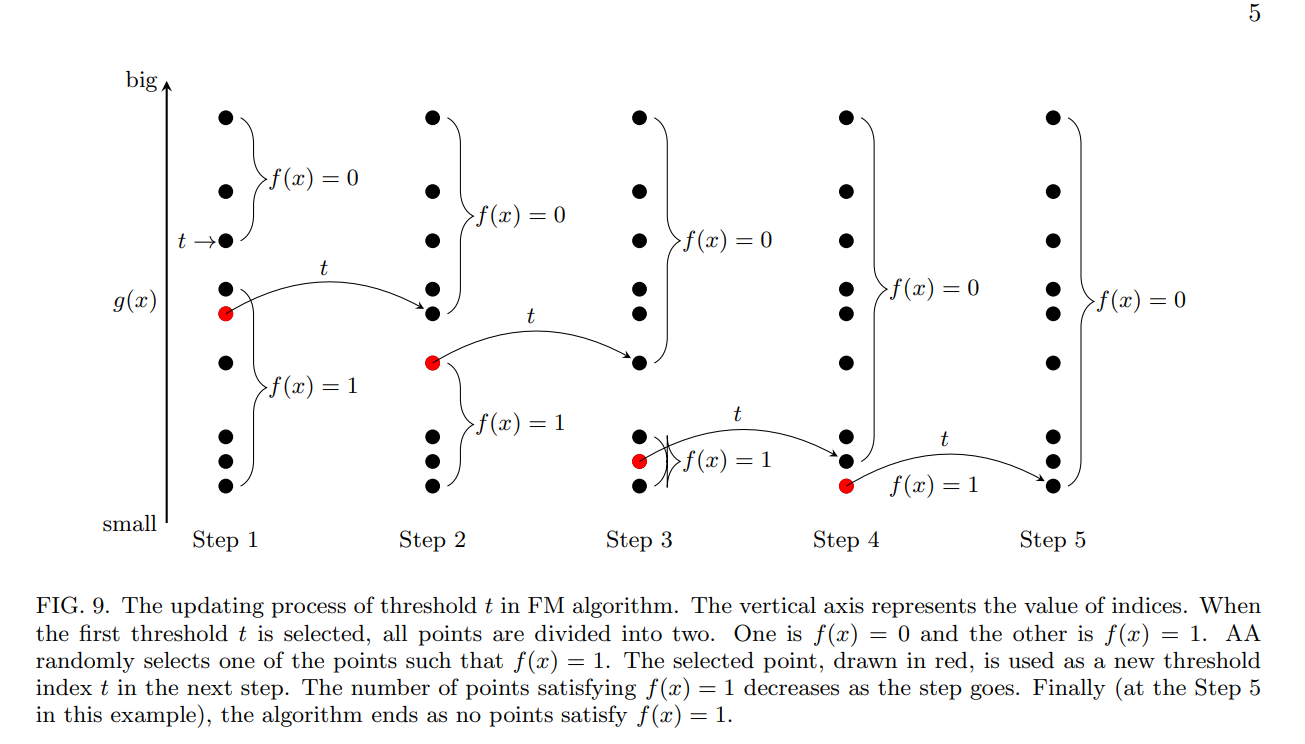 5
big
f(x) = 0
f(x) = 0
t →
f(x) = 0
t
f(x) = 0
g(x)
f(x) = 0
t
f(x) = 1
t
f(x) = 1
t
f(x) = 1
f(x) = 1
small
Step 1 Step 2 Step 3 Step 4 Step 5
FIG. 9. The updating process of threshold t in FM algorithm. The vertical axis represents the value of indices. When
the first threshold t is selected, all points are divided into two. One is f(x) = 0 and the other is f(x) = 1. AA
randomly selects one of the points such that f(x) = 1. The selected point, drawn in red, is used as a new threshold
index t in the next step. The number of points satisfying f(x) = 1 decreases as the step goes. Finally (at the Step 5
in this example), the algorithm ends as no points satisfy f(x) = 1.